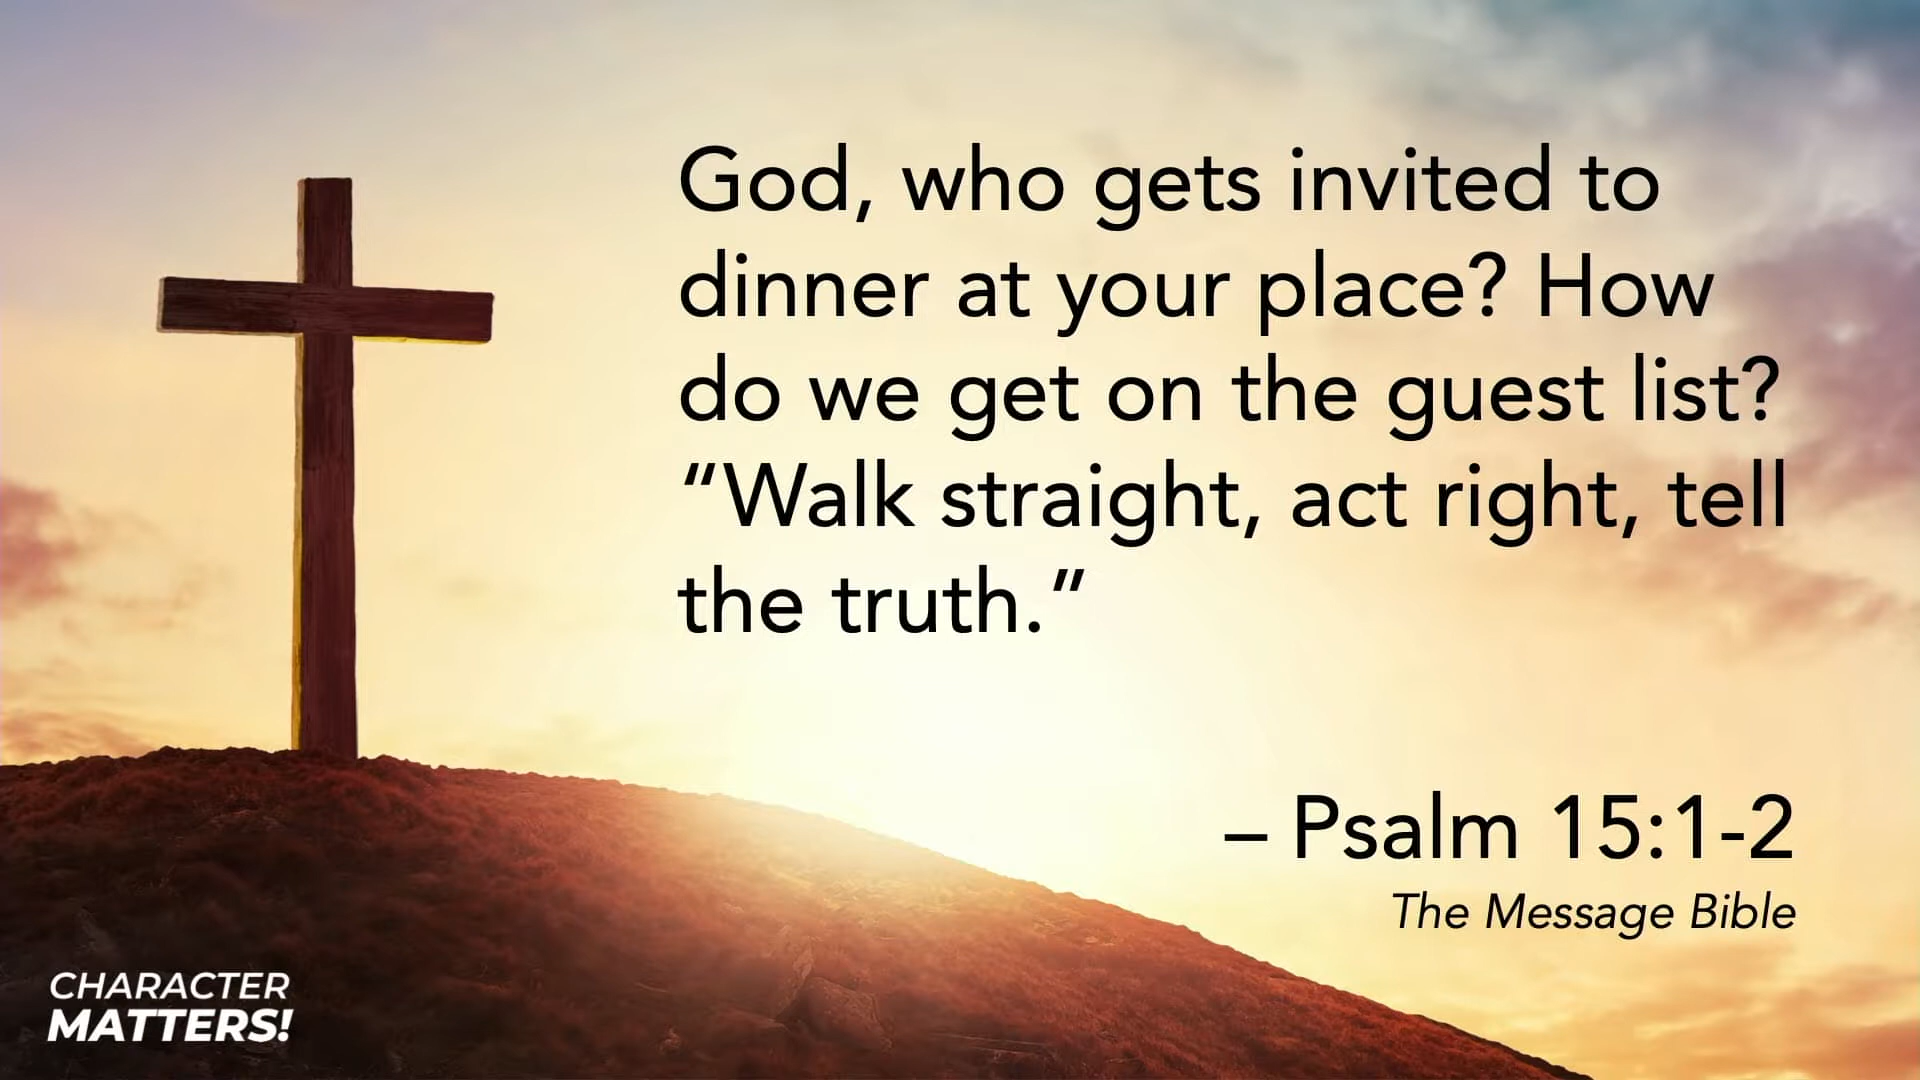 God, who gets invited to
dinner at your place? How
do we get on the guest list?
“Walk straight, act right, tell
the truth.”
– Psalm 15:1-2
The Message Bible
CHARACTER
MATTERS!